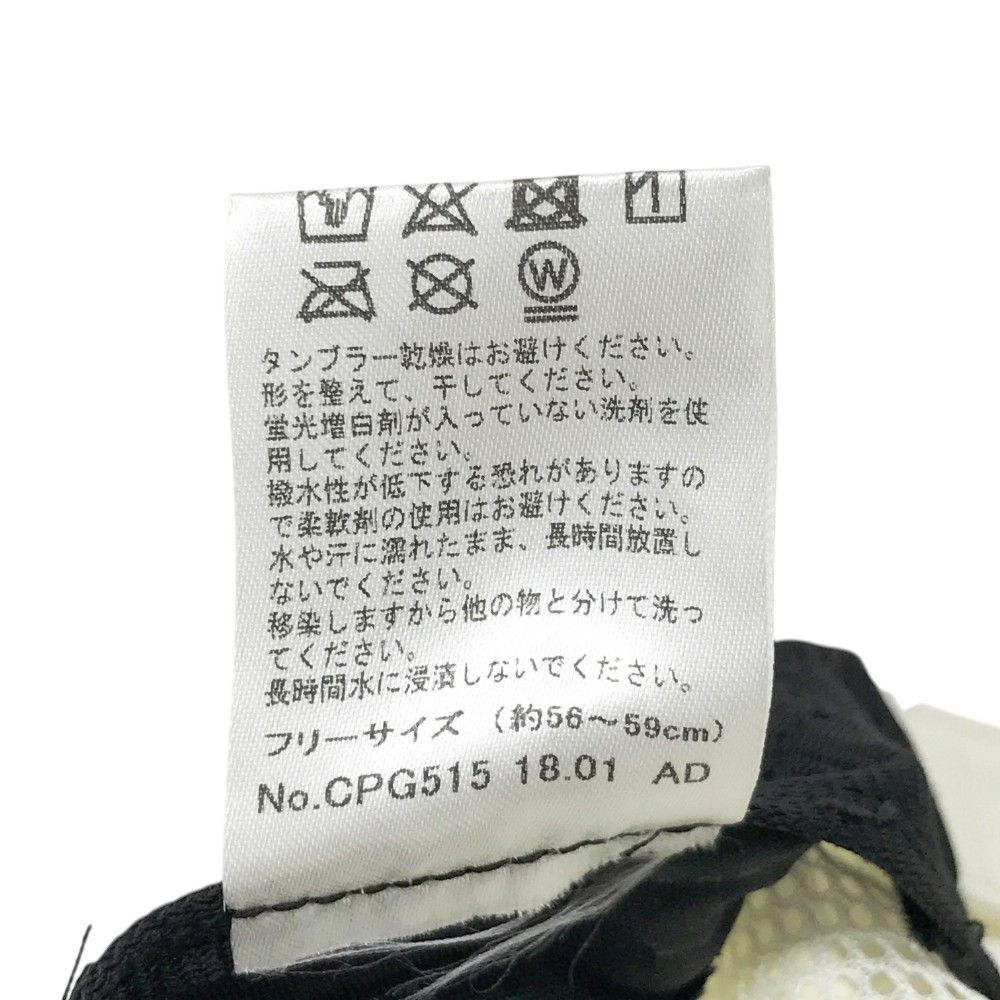 W
タンブラー乾燥はお避けください。
形を整えて、干してください。
蛍光増白剤が入っていない洗剤を使
用してください。
撥水性が低下する恐れがありますの
で柔軟剤の使用はお避けください。
水や汗に濡れたまま、長時間放置し
ないでください。
移染しますから他の物と分けて洗っ
てください。
長時間水に浸漬しないでください。
フリーサイズ（約56～59cm）
No.CPG515 18.01 AD